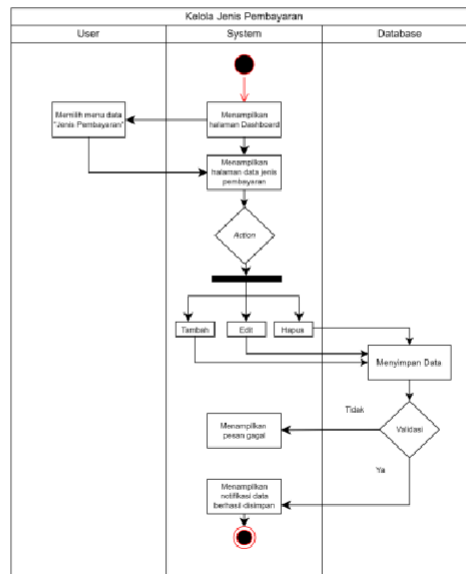 Kelola Jenis Pembayaran
User
System
Database
Memilih menu data
"Jenis Pembayaran"
Menampilkan
halaman Dashboard
Menampilkan
halaman data jenis
pembayaran
Action
Tambah
Edit
Hapus
Menyimpan Data
Tidak
Validasi
Menampilkan
pesan gagal
Ya
Menampilkan
notifikasi data
berhasil disimpan